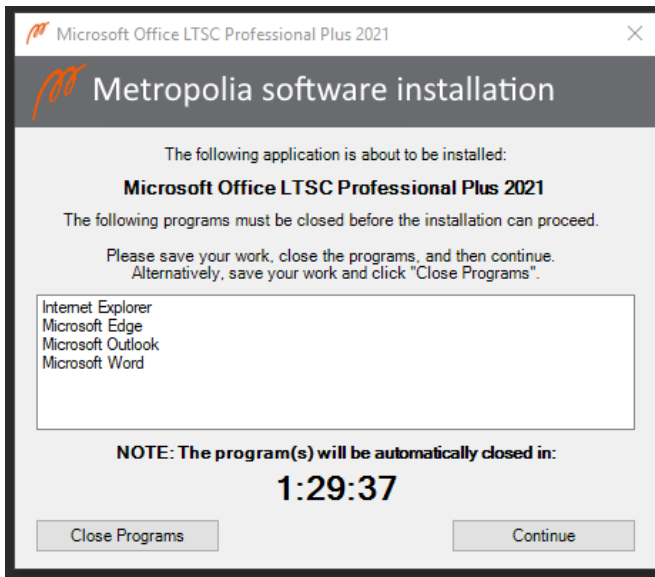 Microsoft Office LTSC Professional Plus 2021
Metropolia software installation
The following application is about to be installed:
Microsoft Office LTSC Professional Plus 2021
The following programs must be closed before the installation can proceed.
Please save your work, close the programs, and then continue.
Alternatively, save your work and click "Close Programs".
Internet Explorer
Microsoft Edge
Microsoft Outlook
Microsoft Word
NOTE: The program(s) will be automatically closed in:
1:29:37
Close Programs
Continue